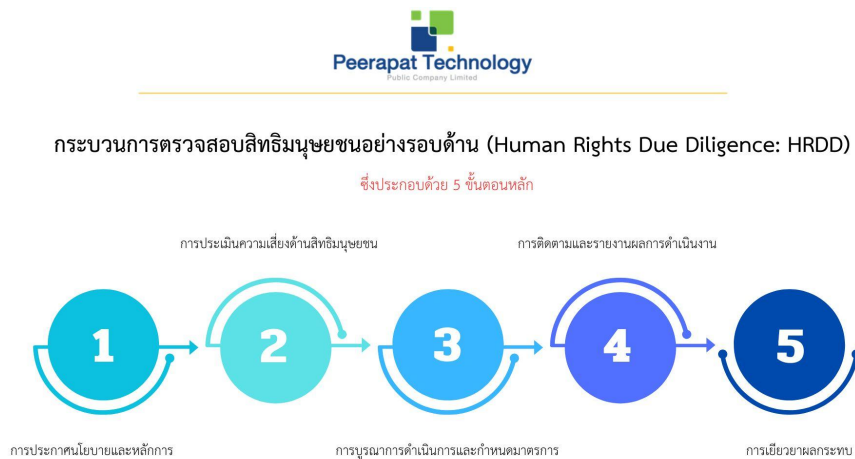 Peerapat Technology
Public Company Limited
กระบวนการตรวจสอบสิทธิมนุษยชนอย่างรอบด้าน (Human Rights Due Diligence: HRDD)
ซึ่งประกอบด้วย 5 ขั้นตอนหลัก
การประเมินความเสี่ยงด้านสิทธิมนุษยชน
การติดตามและรายงานผลการดำเนินงาน
1
2
3
4
5
การประกาศนโยบายและหลักการ
การบูรณาการดำเนินการและกำหนดมาตรการ
การเยียวยาผลกระทบ